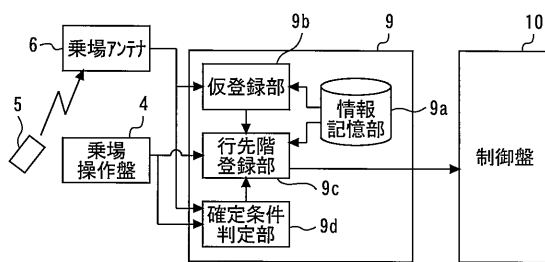 6
乗場アンテナ
5
4
乗場
操作盤
9
9b
仮登録部
情報
記憶部
9a
行先階
登録部
9c
確定条件
判定部
9d
10
制御盤